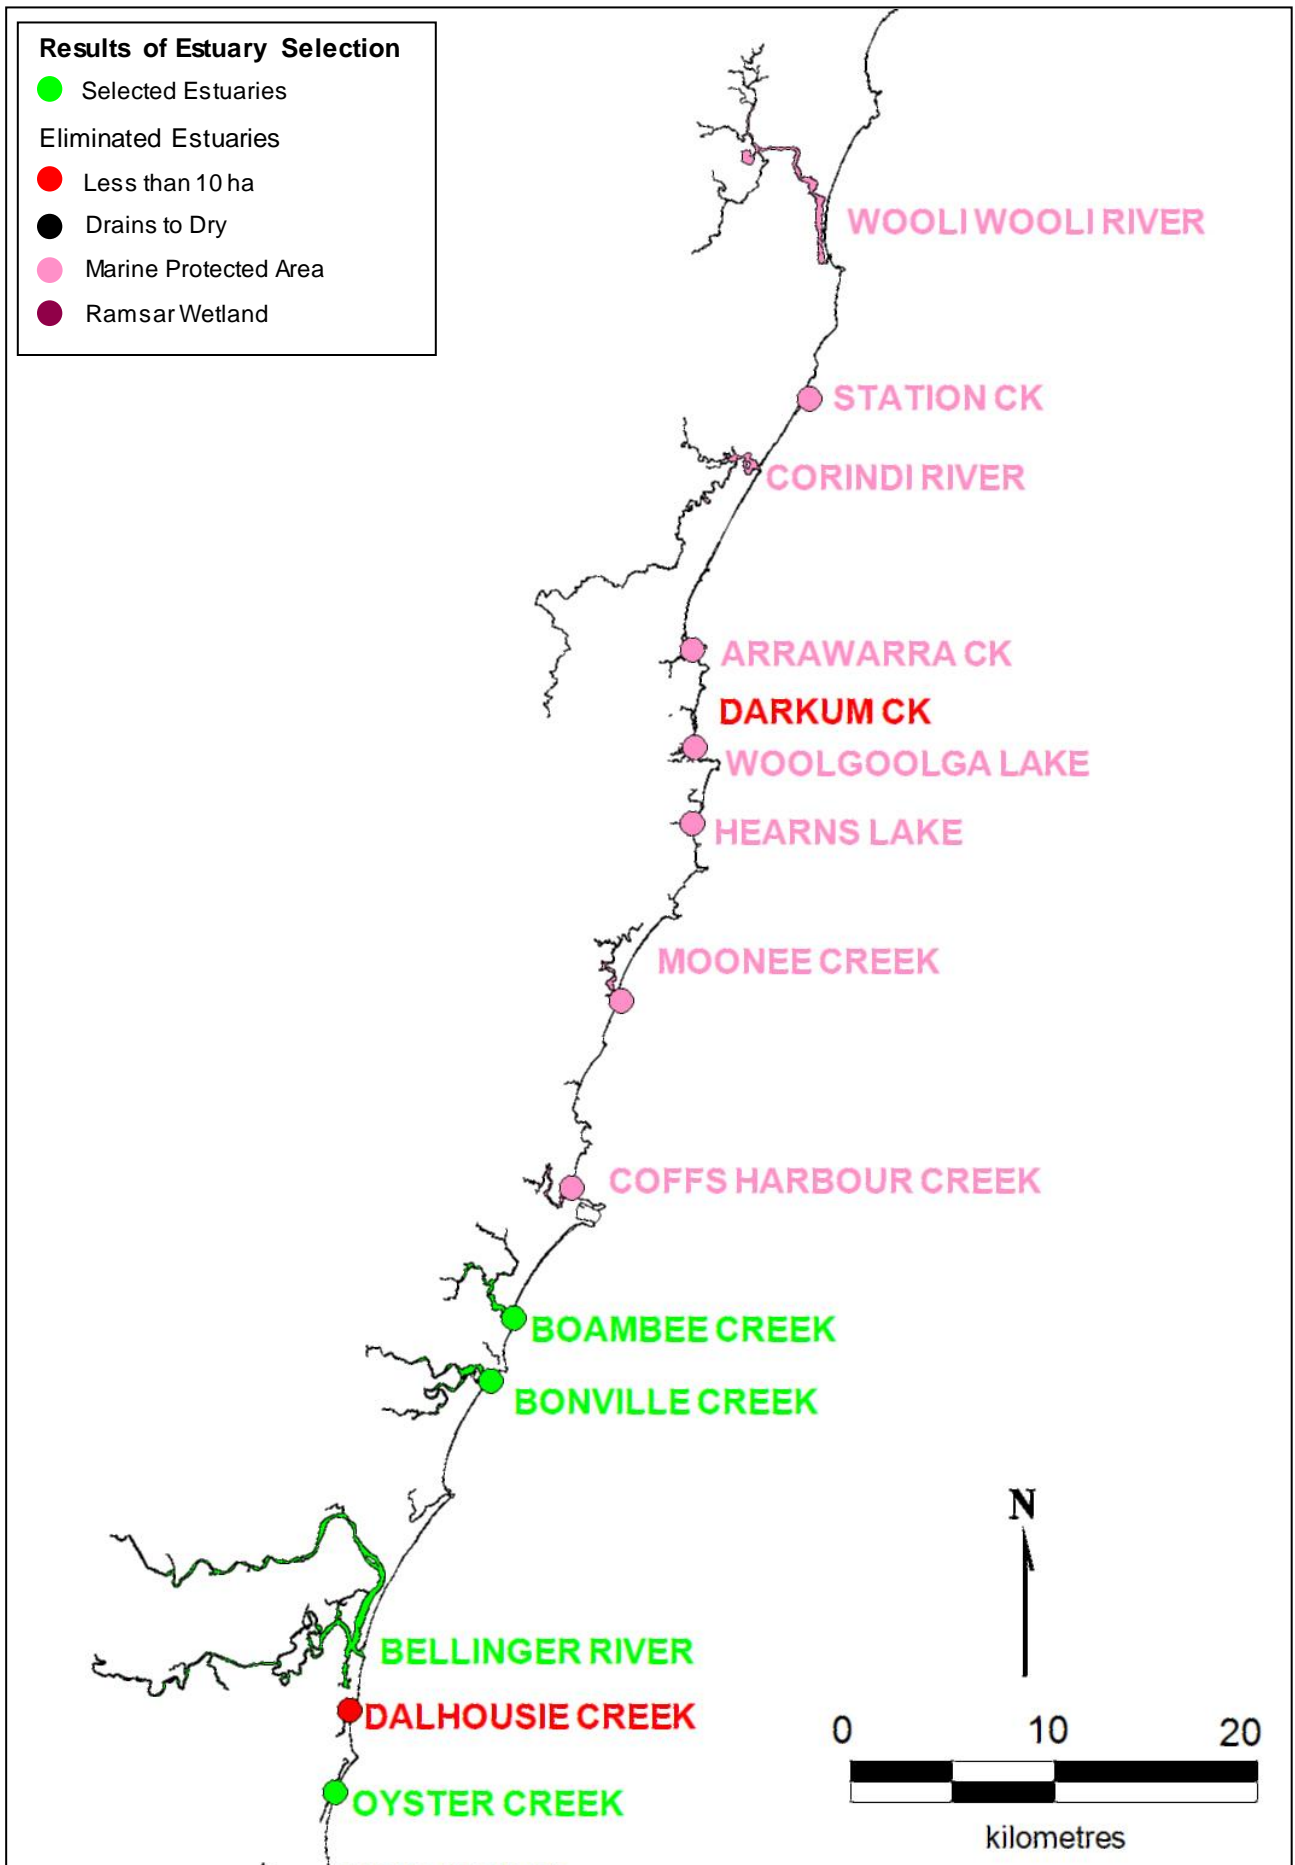 Results of Estuary Selection
Selected Estuaries
Eliminated Estuaries
Less than 10 ha
Drains to Dry
Marine Protected Area
Ramsar Wetland
WOOLI WOOLI RIVER
STATION CK
CORINDI RIVER
ARRAWARRA CK
DARKUM CK
WOOLGOOLGA LAKE
HEARNS LAKE
MOONEE CREEK
COFFS HARBOUR CREEK
BOAMBEE CREEK
BONVILLE CREEK
N
BELLINGER RIVER
DALHOUSIE CREEK
0 10 20
OYSTER CREEK
kilometres